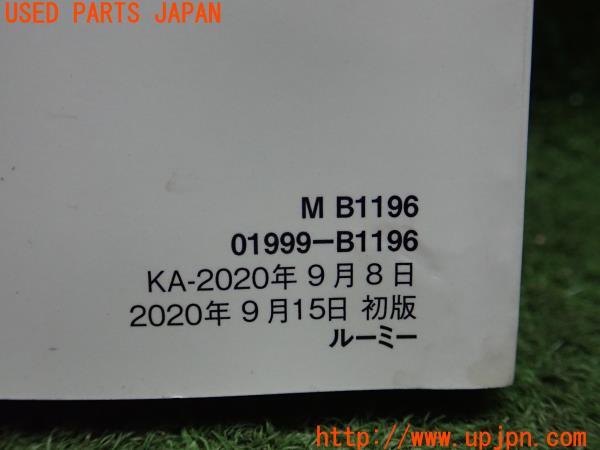 USED PARTS JAPAN
M B1196
01999-B1196
KA-2020年9月8日
2020年9月15日 初版
ルーミー
http://www.upjpn.com